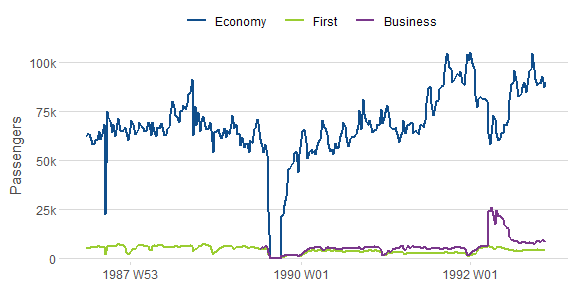 Economy First Business
100k
75k
50k
25k
0
Passengers
1987 W53 1990 W01 1992 W01